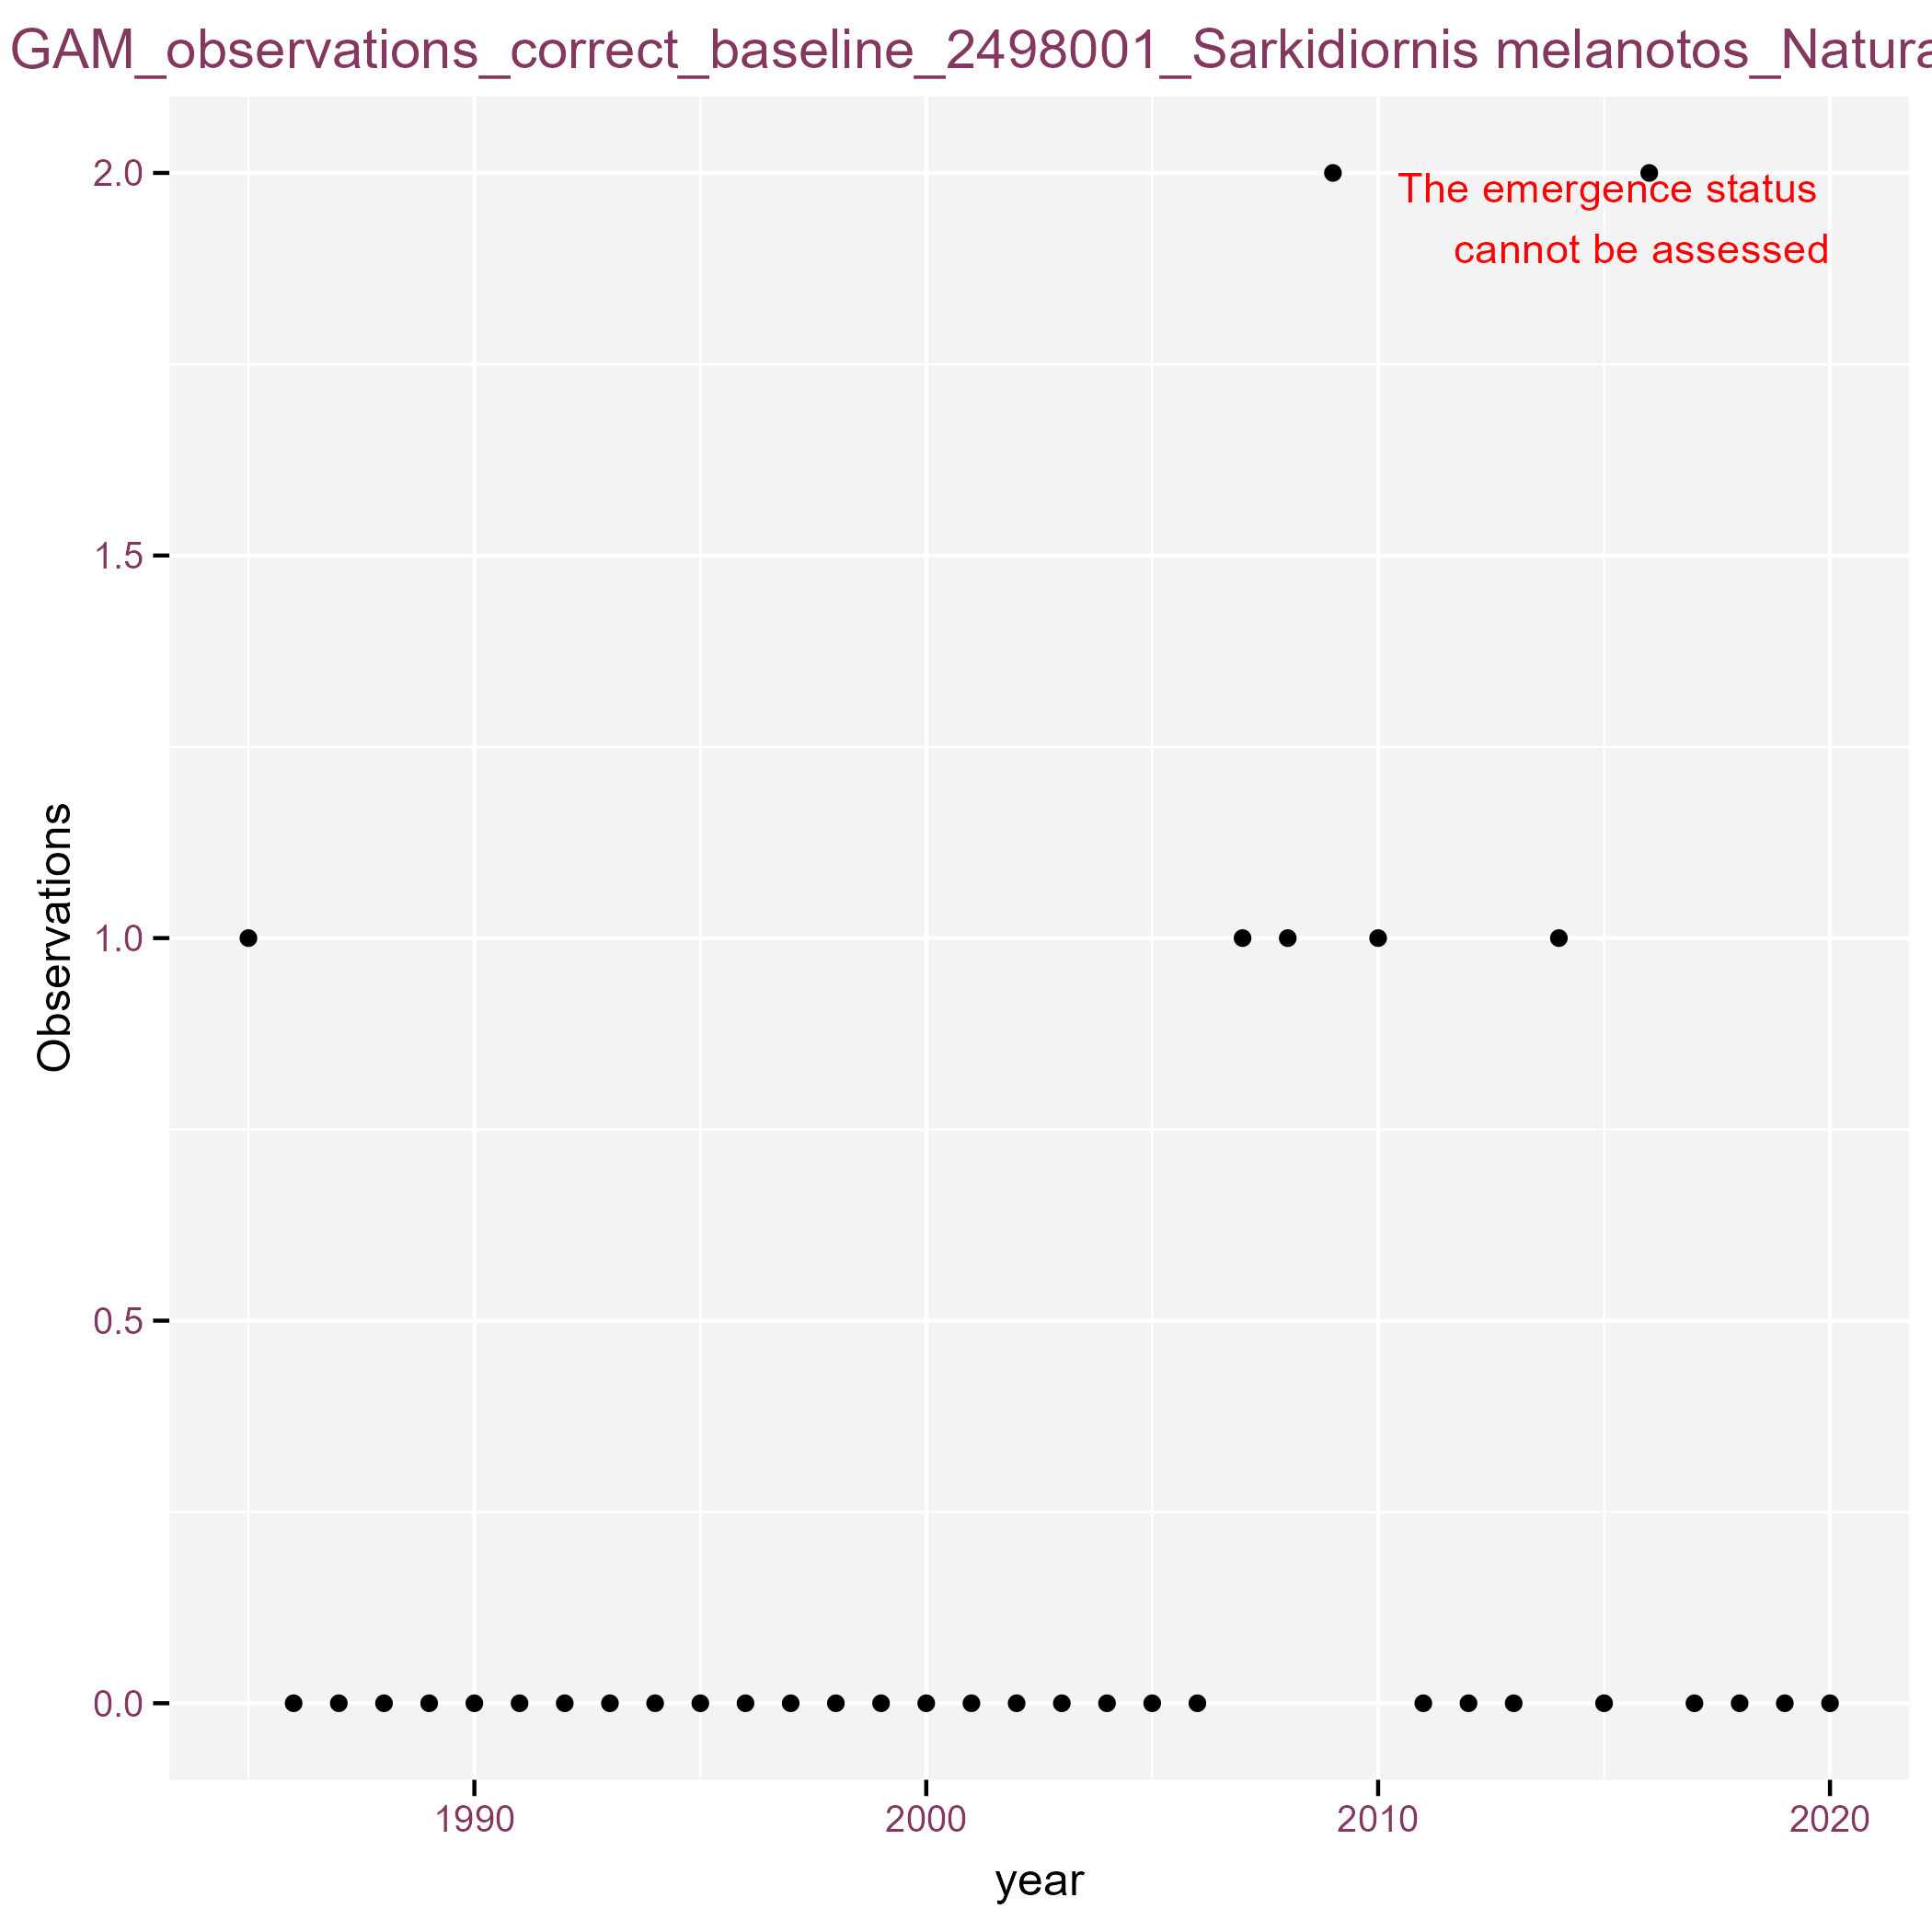 GAM_observations_correct_baseline_2498001_Sarkidiornis melanotos_Natura
2.0
The emergence status
cannot be assessed
1.5
Observations
1.0
0.5
0.0
1990 2000 2010 2020
year